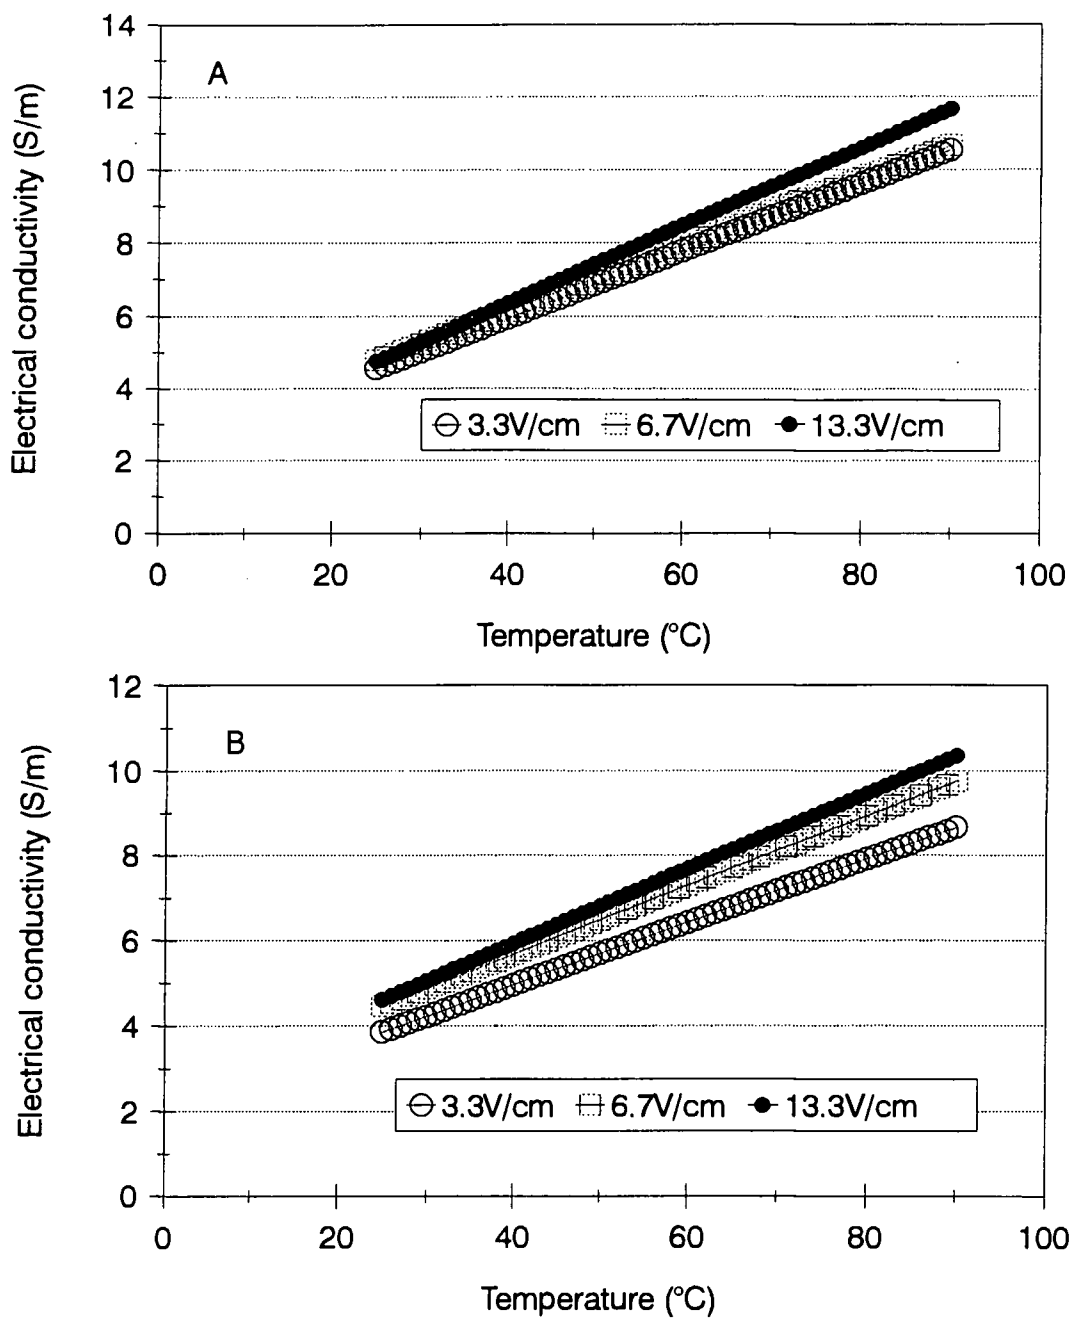 14
12
10
8
6
4
2
0
Electrical conductivity (S/m)
A
3.3V/cm 6.7V/cm 13.3V/cm
0 20 40 60 80 100
Temperature (°C)
12
10
8
6
4
2
0
Electrical conductivity (S/m)
B
3.3V/cm 6.7V/cm 13.3V/cm
0 20 40 60 80 100
Temperature (°C)